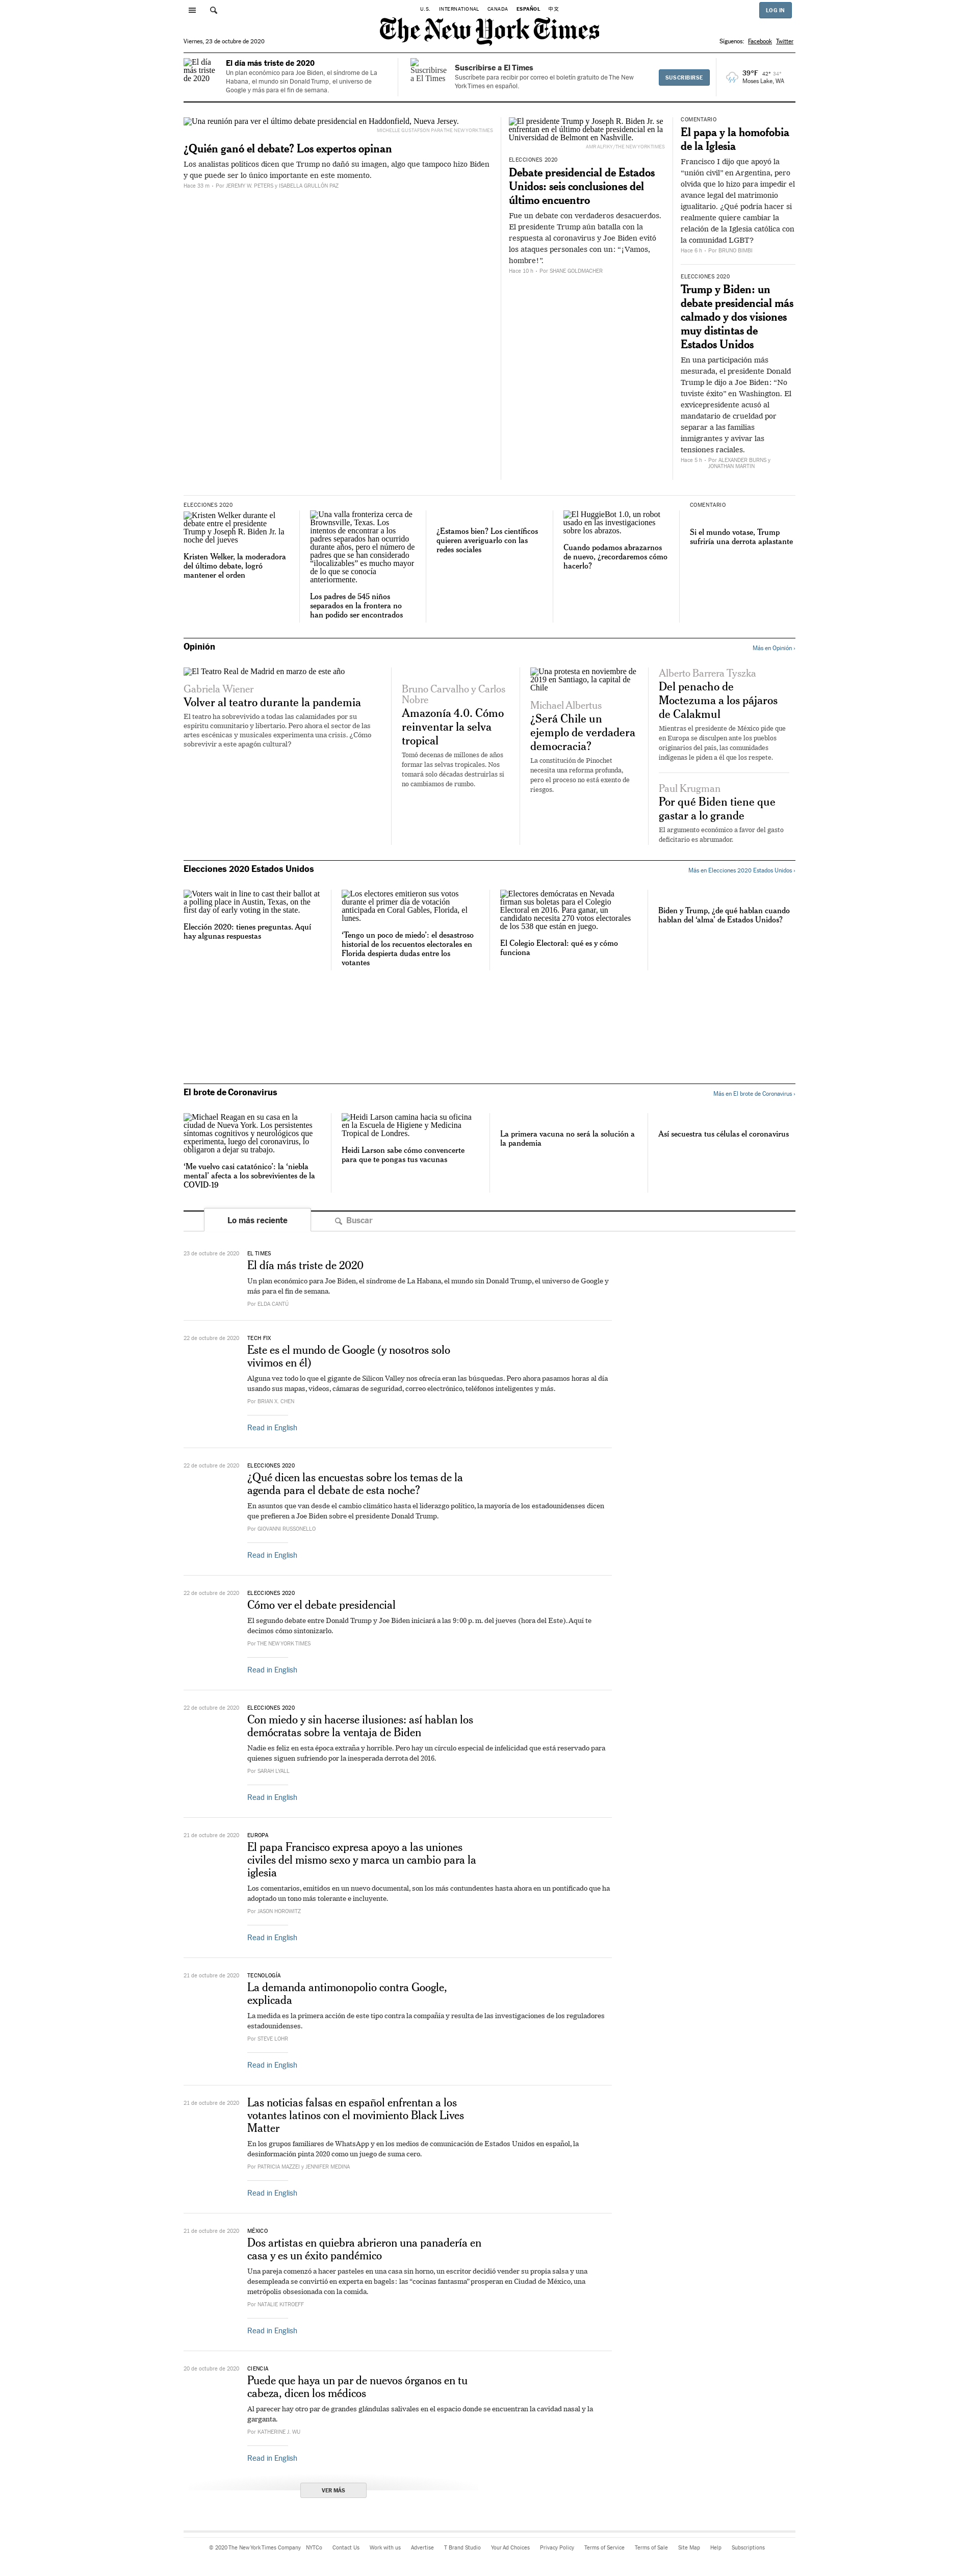 U.S. INTERNATIONAL CANADA ESPAÑOL 中文
LOG IN
The New York Times
Viernes, 23 de octubre de 2020
Síguenos: Facebook Twitter
El día
más triste
de 2020
El día más triste de 2020
Un plan económico para Joe Biden, el síndrome de La
Habana, el mundo sin Donald Trump, el universo de
Google y más para el fin de semana.
Suscribirse
a El Times
Suscribirse a El Times
Suscríbete para recibir por correo el boletín gratuito de The New
York Times en español.
SUSCRIBIRSE
39°F 42° 34°
Moses Lake, WA
Una reunión para ver el último debate presidencial en Haddonfield, Nueva Jersey.
MICHELLE GUSTAFSON PARA THE NEW YORK TIMES
¿Quién ganó el debate? Los expertos opinan
Los analistas políticos dicen que Trump no dañó su imagen, algo que tampoco hizo Biden
y que puede ser lo único importante en este momento.
Hace 33 m - Por JEREMY W. PETERS y ISABELLA GRULLÓN PAZ
El presidente Trump y Joseph R. Biden Jr. se
enfrentan en el último debate presidencial en la
Universidad de Belmont en Nashville.
AMR ALFIKY/THE NEW YORK TIMES
ELECCIONES 2020
Debate presidencial de Estados
Unidos: seis conclusiones del
último encuentro
Fue un debate con verdaderos desacuerdos.
El presidente Trump aún batalla con la
respuesta al coronavirus y Joe Biden evitó
los ataques personales con un: “¡Vamos,
hombre!”.
Hace 10 h - Por SHANE GOLDMACHER
COMENTARIO
El papa y la homofobia
de la Iglesia
Francisco I dijo que apoyó la
“unión civil” en Argentina, pero
olvida que lo hizo para impedir el
avance legal del matrimonio
igualitario. ¿Qué podría hacer si
realmente quiere cambiar la
relación de la Iglesia católica con
la comunidad LGBT?
Hace 6 h - Por BRUNO BIMBI
ELECCIONES 2020
Trump y Biden: un
debate presidencial más
calmado y dos visiones
muy distintas de
Estados Unidos
En una participación más
mesurada, el presidente Donald
Trump le dijo a Joe Biden: “No
tuviste éxito” en Washington. El
exvicepresidente acusó al
mandatario de crueldad por
separar a las familias
inmigrantes y avivar las
tensiones raciales.
Hace 5 h - Por ALEXANDER BURNS y
JONATHAN MARTIN
ELECCIONES 2020
Kristen Welker durante el
debate entre el presidente
Trump y Joseph R. Biden Jr. la
noche del jueves
Kristen Welker, la moderadora
del último debate, logró
mantener el orden
Una valla fronteriza cerca de
Brownsville, Texas. Los
intentos de encontrar a los
padres separados han ocurrido
durante años, pero el número de
padres que se han considerado
“ilocalizables” es mucho mayor
de lo que se conocía
anteriormente.
Los padres de 545 niños
separados en la frontera no
han podido ser encontrados
¿Estamos bien? Los científicos
quieren averiguarlo con las
redes sociales
El HuggieBot 1.0, un robot
usado en las investigaciones
sobre los abrazos.
Cuando podamos abrazarnos
de nuevo, ¿recordaremos cómo
hacerlo?
COMENTARIO
Si el mundo votase, Trump
sufriría una derrota aplastante
Opinión
Más en Opinión ›
El Teatro Real de Madrid en marzo de este año
Gabriela Wiener
Volver al teatro durante la pandemia
El teatro ha sobrevivido a todas las calamidades por su
espíritu comunitario y libertario. Pero ahora el sector de las
artes escénicas y musicales experimenta una crisis. ¿Cómo
sobrevivir a este apagón cultural?
Bruno Carvalho y Carlos
Nobre
Amazonía 4.0. Cómo
reinventar la selva
tropical
Tomó decenas de millones de años
formar las selvas tropicales. Nos
tomará solo décadas destruirlas si
no cambiamos de rumbo.
Una protesta en noviembre de
2019 en Santiago, la capital de
Chile
Michael Albertus
¿Será Chile un
ejemplo de verdadera
democracia?
La constitución de Pinochet
necesita una reforma profunda,
pero el proceso no está exento de
riesgos.
Alberto Barrera Tyszka
Del penacho de
Moctezuma a los pájaros
de Calakmul
Mientras el presidente de México pide que
en Europa se disculpen ante los pueblos
originarios del país, las comunidades
indígenas le piden a él que los respete.
Paul Krugman
Por qué Biden tiene que
gastar a lo grande
El argumento económico a favor del gasto
deficitario es abrumador.
Elecciones 2020 Estados Unidos
Más en Elecciones 2020 Estados Unidos ›
Voters wait in line to cast their ballot at
a polling place in Austin, Texas, on the
first day of early voting in the state.
Elección 2020: tienes preguntas. Aquí
hay algunas respuestas
Los electores emitieron sus votos
durante el primer día de votación
anticipada en Coral Gables, Florida, el
lunes.
‘Tengo un poco de miedo’: el desastroso
historial de los recuentos electorales en
Florida despierta dudas entre los
votantes
Electores demócratas en Nevada
firman sus boletas para el Colegio
Electoral en 2016. Para ganar, un
candidato necesita 270 votos electorales
de los 538 que están en juego.
El Colegio Electoral: qué es y cómo
funciona
Biden y Trump, ¿de qué hablan cuando
hablan del ‘alma’ de Estados Unidos?
El brote de Coronavirus
Más en El brote de Coronavirus ›
Michael Reagan en su casa en la
ciudad de Nueva York. Los persistentes
síntomas cognitivos y neurológicos que
experimenta, luego del coronavirus, lo
obligaron a dejar su trabajo.
‘Me vuelvo casi catatónico’: la ‘niebla
mental’ afecta a los sobrevivientes de la
COVID-19
Heidi Larson camina hacia su oficina
en la Escuela de Higiene y Medicina
Tropical de Londres.
Heidi Larson sabe cómo convencerte
para que te pongas tus vacunas
La primera vacuna no será la solución a
la pandemia
Así secuestra tus células el coronavirus
Lo más reciente
Buscar
23 de octubre de 2020
EL TIMES
El día más triste de 2020
Un plan económico para Joe Biden, el síndrome de La Habana, el mundo sin Donald Trump, el universo de Google y
más para el fin de semana.
Por ELDA CANTÚ
22 de octubre de 2020
TECH FIX
Este es el mundo de Google (y nosotros solo
vivimos en él)
Alguna vez todo lo que el gigante de Silicon Valley nos ofrecía eran las búsquedas. Pero ahora pasamos horas al día
usando sus mapas, videos, cámaras de seguridad, correo electrónico, teléfonos inteligentes y más.
Por BRIAN X. CHEN
Read in English
22 de octubre de 2020
ELECCIONES 2020
¿Qué dicen las encuestas sobre los temas de la
agenda para el debate de esta noche?
En asuntos que van desde el cambio climático hasta el liderazgo político, la mayoría de los estadounidenses dicen
que prefieren a Joe Biden sobre el presidente Donald Trump.
Por GIOVANNI RUSSONELLO
Read in English
22 de octubre de 2020
ELECCIONES 2020
Cómo ver el debate presidencial
El segundo debate entre Donald Trump y Joe Biden iniciará a las 9:00 p. m. del jueves (hora del Este). Aquí te
decimos cómo sintonizarlo.
Por THE NEW YORK TIMES
Read in English
22 de octubre de 2020
ELECCIONES 2020
Con miedo y sin hacerse ilusiones: así hablan los
demócratas sobre la ventaja de Biden
Nadie es feliz en esta época extraña y horrible. Pero hay un círculo especial de infelicidad que está reservado para
quienes siguen sufriendo por la inesperada derrota del 2016.
Por SARAH LYALL
Read in English
21 de octubre de 2020
EUROPA
El papa Francisco expresa apoyo a las uniones
civiles del mismo sexo y marca un cambio para la
iglesia
Los comentarios, emitidos en un nuevo documental, son los más contundentes hasta ahora en un pontificado que ha
adoptado un tono más tolerante e incluyente.
Por JASON HOROWITZ
Read in English
21 de octubre de 2020
TECNOLOGÍA
La demanda antimonopolio contra Google,
explicada
La medida es la primera acción de este tipo contra la compañía y resulta de las investigaciones de los reguladores
estadounidenses.
Por STEVE LOHR
Read in English
21 de octubre de 2020
Las noticias falsas en español enfrentan a los
votantes latinos con el movimiento Black Lives
Matter
En los grupos familiares de WhatsApp y en los medios de comunicación de Estados Unidos en español, la
desinformación pinta 2020 como un juego de suma cero.
Por PATRICIA MAZZEI y JENNIFER MEDINA
Read in English
21 de octubre de 2020
MÉXICO
Dos artistas en quiebra abrieron una panadería en
casa y es un éxito pandémico
Una pareja comenzó a hacer pasteles en una casa sin horno, un escritor decidió vender su propia salsa y una
desempleada se convirtió en experta en bagels: las “cocinas fantasma” prosperan en Ciudad de México, una
metrópolis obsesionada con la comida.
Por NATALIE KITROEFF
Read in English
20 de octubre de 2020
CIENCIA
Puede que haya un par de nuevos órganos en tu
cabeza, dicen los médicos
Al parecer hay otro par de grandes glándulas salivales en el espacio donde se encuentran la cavidad nasal y la
garganta.
Por KATHERINE J. WU
Read in English
VER MÁS
© 2020 The New York Times Company NYTCo Contact Us Work with us Advertise T Brand Studio Your Ad Choices Privacy Policy Terms of Service Terms of Sale Site Map Help Subscriptions